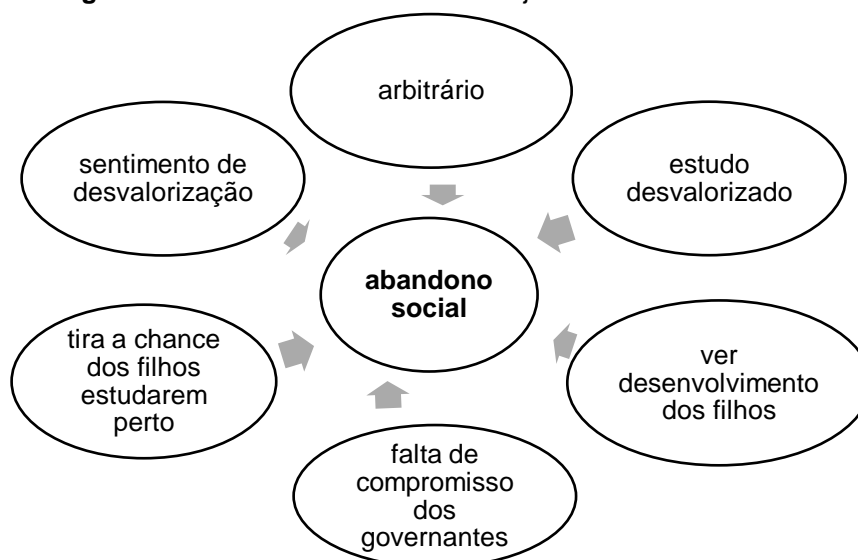 arbitrário
sentimento de
desvalorização
estudo
desvalorizado
abandono
social
tira a chance
dos filhos
estudarem
perto
ver
desenvolvimento
dos filhos
falta de
compromisso
dos
governantes